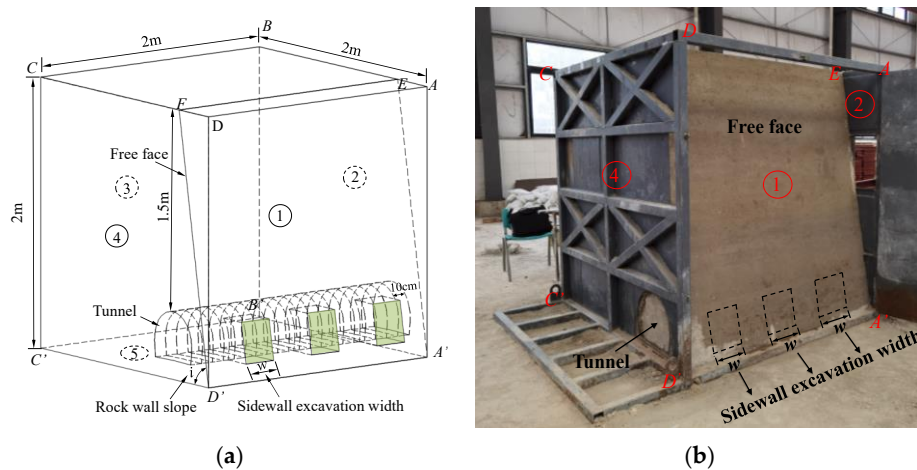 B
2m
2m
C
E
A
F
D
Free face
2
3
1.5m
2m
1
4
10cm
Tunnel
B
5
C'
A'
i
w
Rock wall slope
D'
Sidewall excavation width
(a)
D
C
E
A
2
Free face
4
1
C'
A'
Tunnel
w
w
w
D
Sidewall excavation width
(b)